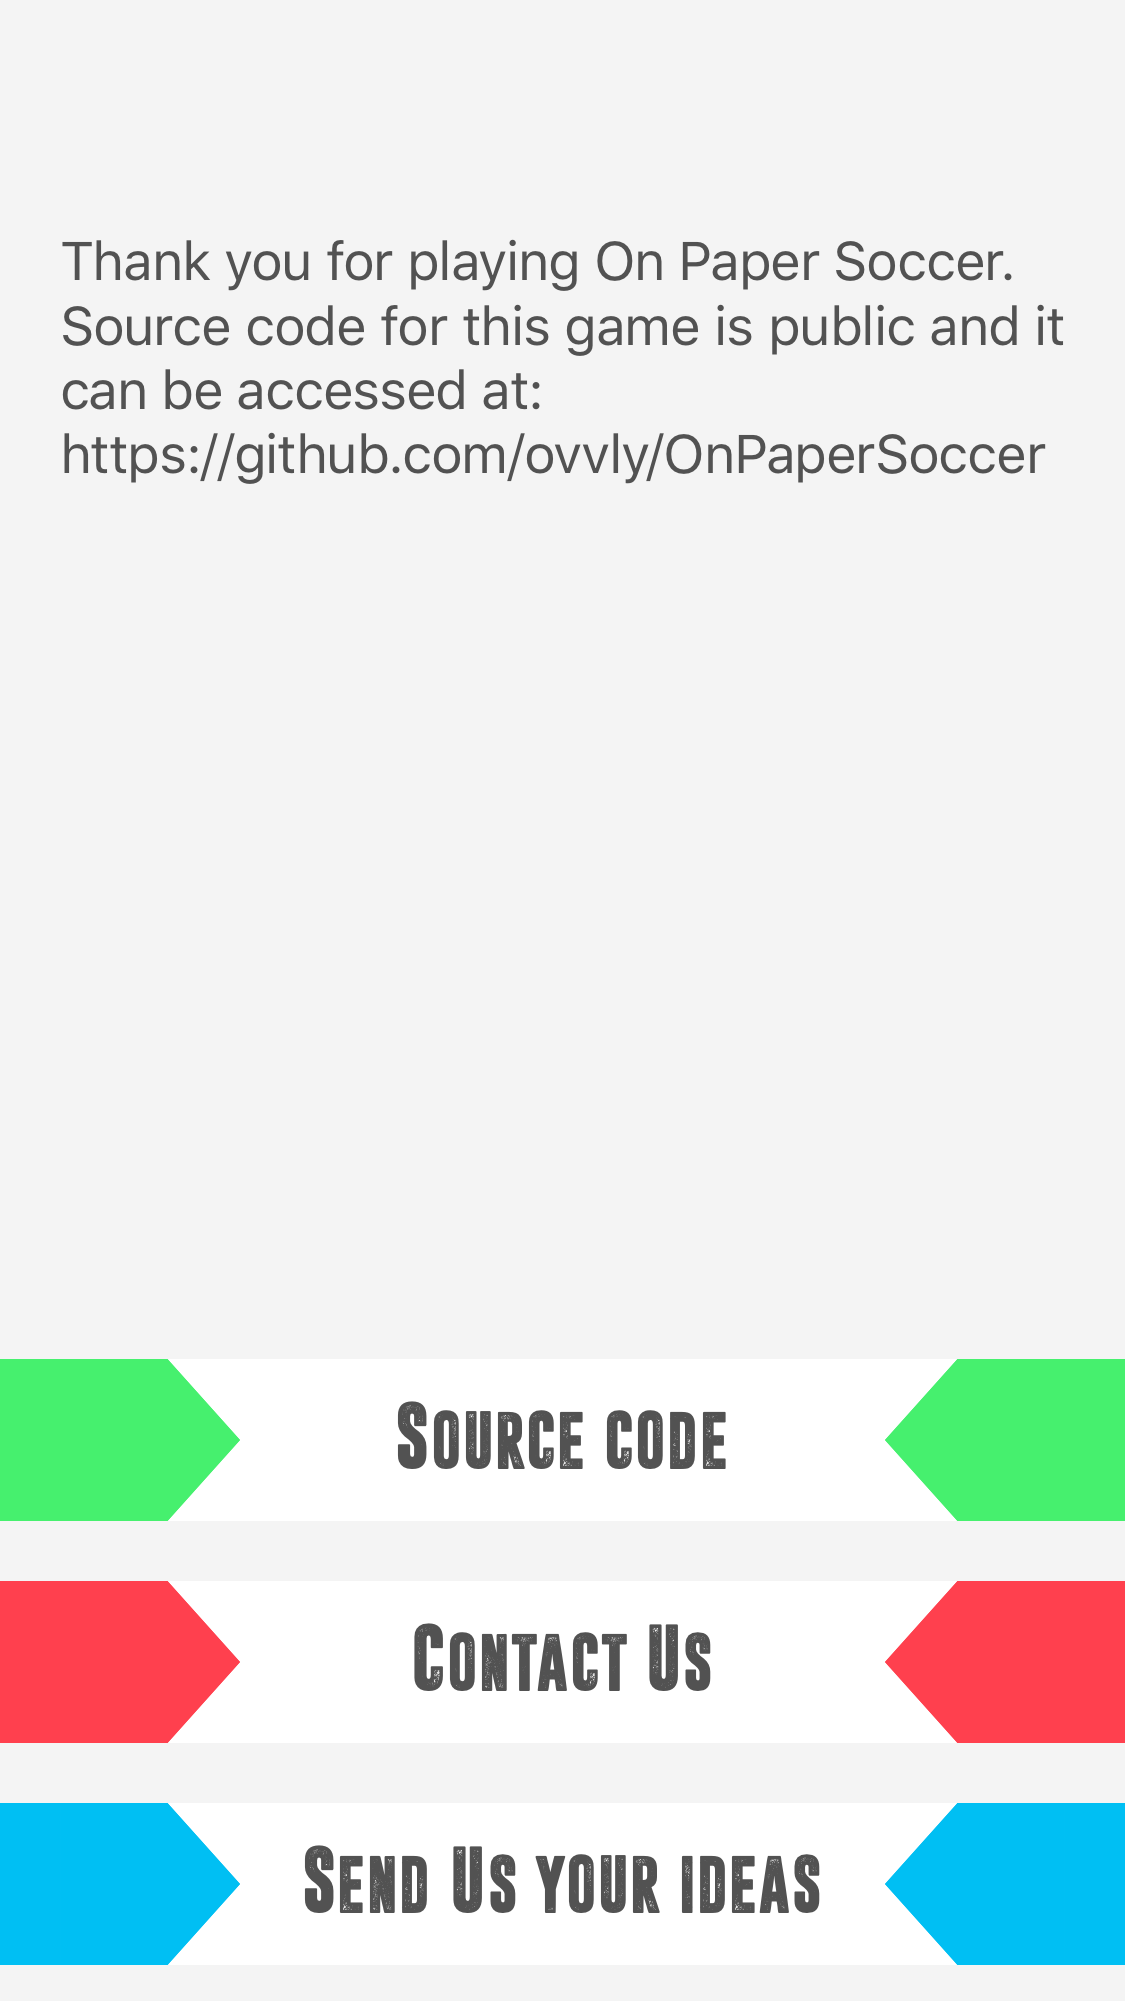 Thank you for playing On Paper Soccer.
Source code for this game is public and it
can be accessed at:
https://github.com/ovvly/OnPaperSoccer
Source code
Contact Us
Send Us your ideas